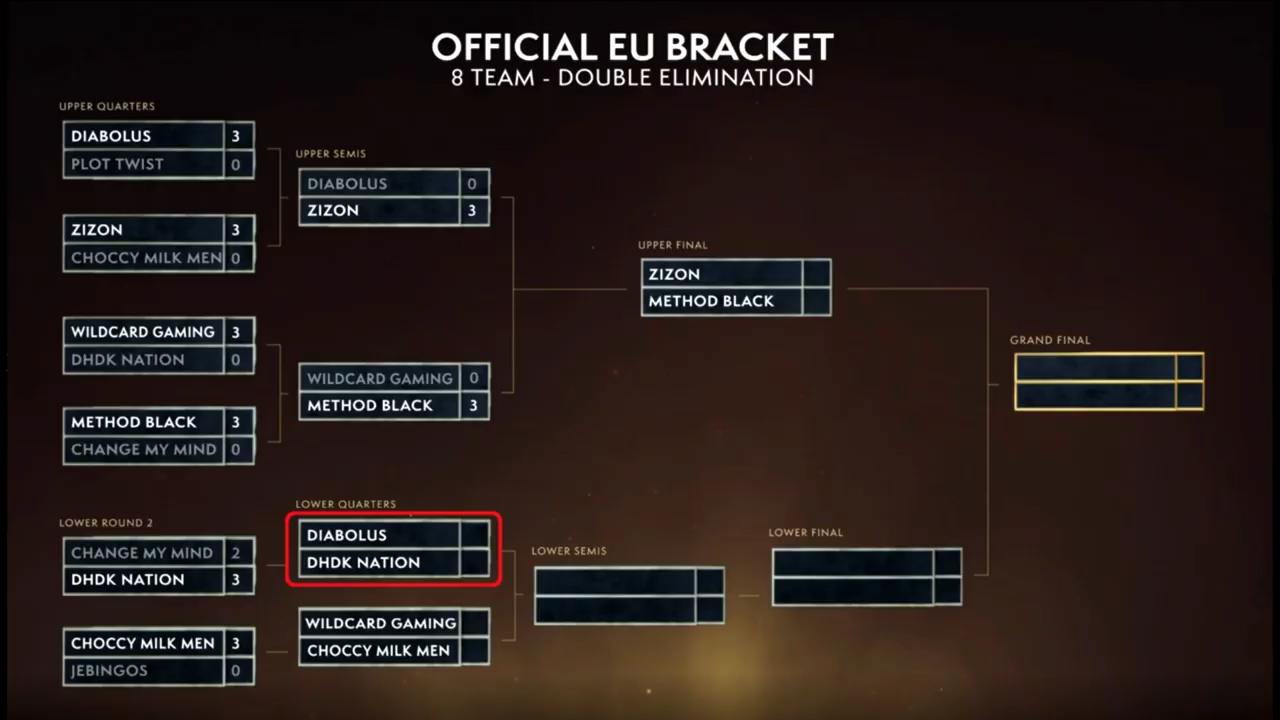 OFFICIAL EU BRACKET
8 TEAM - DOUBLE ELIMINATION
UPPER QUARTERS
DIABOLUS 3
PLOT TWIST 0
ZIZON 3
CHOCCY MILK MEN 0
WILDCARD GAMING 3
DHDK NATION 0
METHOD BLACK 3
CHANGE MY MIND 0
UPPER SEMIS
DIABOLUS 0
ZIZON 3
WILDCARD GAMING 0
METHOD BLACK 3
UPPER FINAL
ZIZON
METHOD BLACK
GRAND FINAL
LOWER ROUND 2
CHANGE MY MIND 2
DHDK NATION 3
CHOCCY MILK MEN 3
JEBINGOS 0
LOWER QUARTERS
DIABOLUS
DHDK NATION
WILDCARD GAMING
CHOCCY MILK MEN
LOWER SEMIS
LOWER FINAL